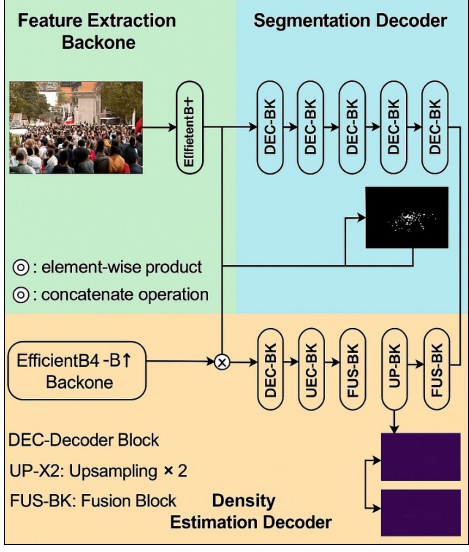 Feature Extraction
Backone
Segmentation Decoder
EllfietentB+
DEC-BK
DEC-BK
DEC-BK
DEC-BK
DEC-BK
: element-wise product
: concatenate operation
EfficientB4 -B↑
Backbone
×
DEC-BK
UEC-BK
FUS-BK
UP-BK
FUS-BK
DEC-Decoder Block
UP-X2: Upsampling × 2
FUS-BK: Fusion Block
Density
Estimation Decoder